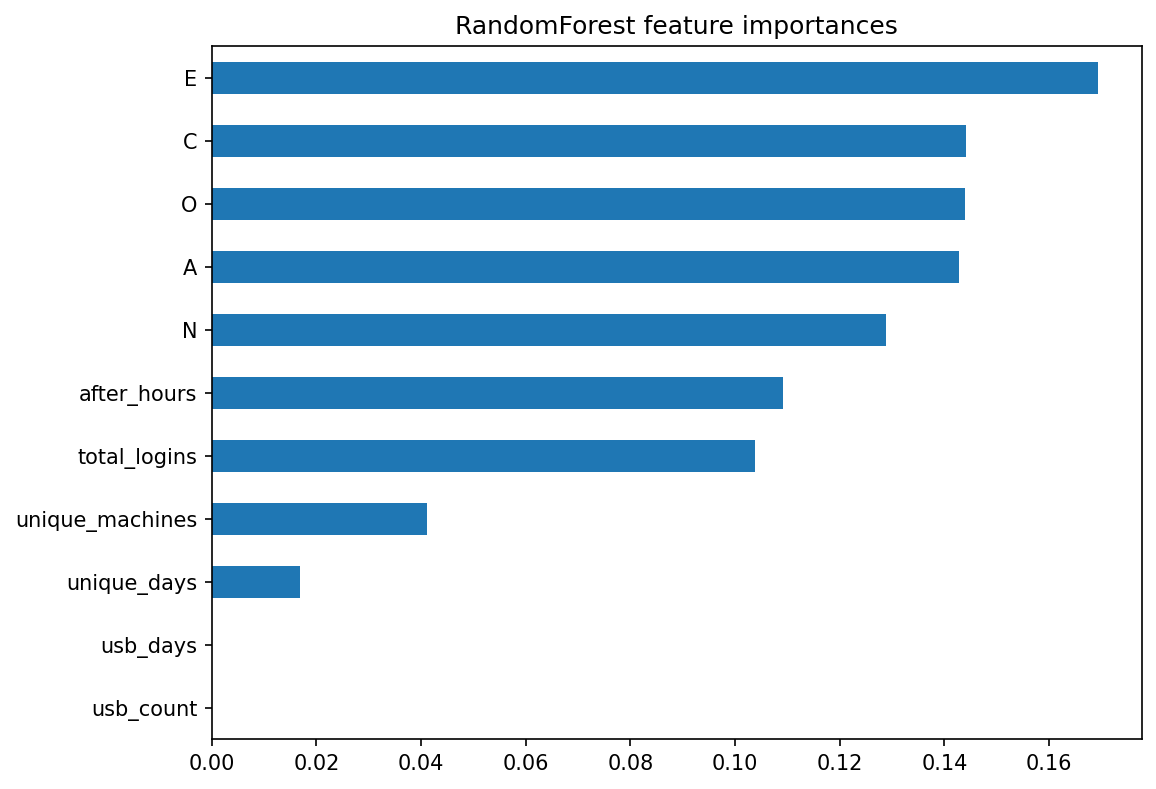 RandomForest feature importances
E
C
O
A
N
after_hours
total_logins
unique_machines
unique_days
usb_days
usb_count
0.00 0.02 0.04 0.06 0.08 0.10 0.12 0.14 0.16